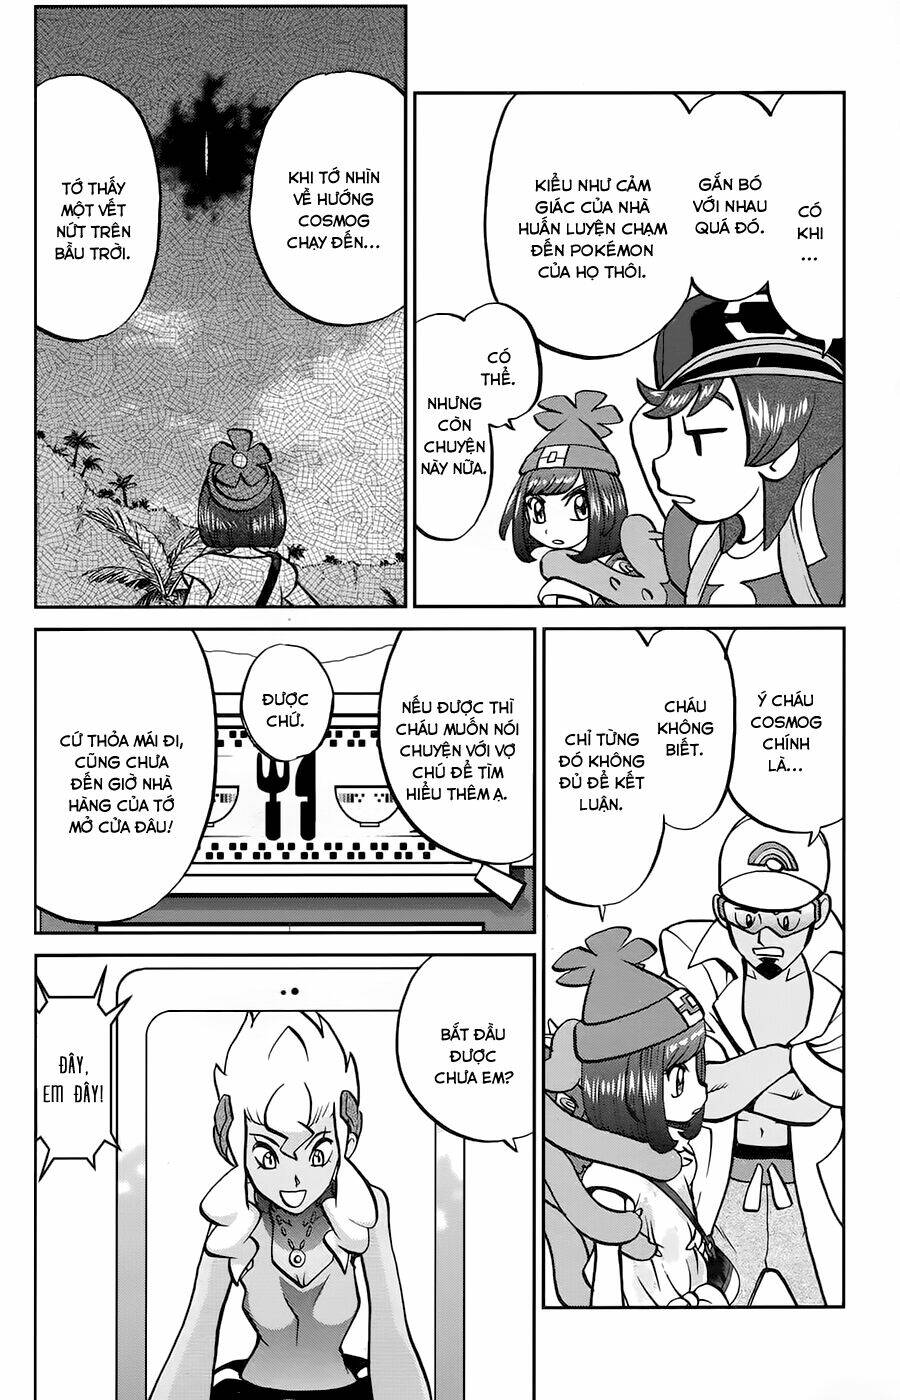 CÓ
KHI
...
GẮN BÓ
VỚI NHAU
QUÁ ĐÓ.
KIỂU NHƯ CẢM
GIÁC CỦA NHÀ
HUẤN LUYỆN CHẠM
ĐẾN POKÉMON
CỦA HỌ THÔI.
CÓ
THỂ.
NHƯNG
CÒN
CHUYỆN
NÀY NỮA.
KHI TỚ NHÌN
VỀ HƯỚNG
COSMOG
CHẠY ĐẾN...
TỚ THẤY
MỘT VẾT
NỨT TRÊN
BẦU TRỜI.
Ý CHÁU
COSMOG
CHÍNH
LÀ...
CHÁU
KHÔNG
BIẾT.
CHỈ TỪNG
ĐÓ KHÔNG
ĐỦ ĐỂ KẾT
LUẬN.
NẾU ĐƯỢC THÌ
CHÁU MUỐN NÓI
CHUYỆN VỚI VỢ
CHÚ ĐỂ TÌM
HIỂU THÊM Ạ.
ĐƯỢC
CHỨ.
CỨ THỎA MÁI ĐI,
CŨNG CHƯA
ĐẾN GIỜ NHÀ
HÀNG CỦA TỚ
MỞ CỬA ĐÂU!
BẮT ĐẦU
ĐƯỢC
CHƯA EM?
ĐÂY,
EM ĐÂY!